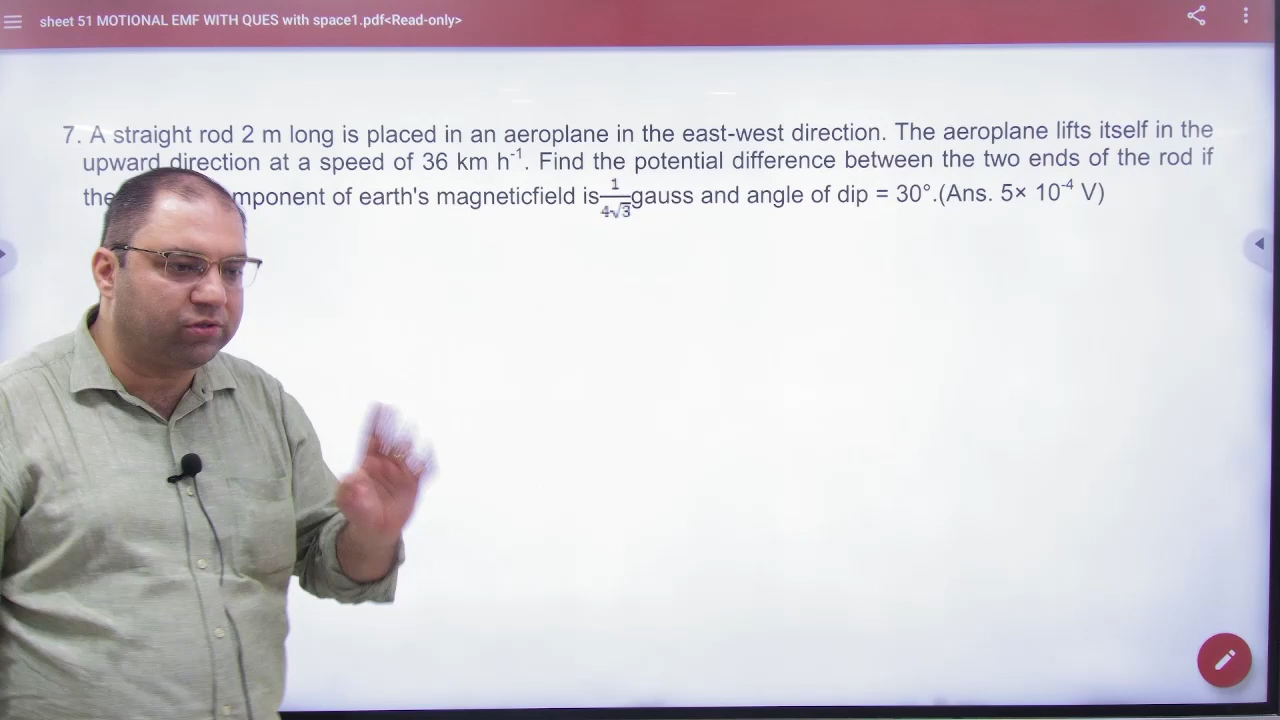 sheet 51 MOTIONAL EMF WITH QUES with space1.pdf<Read-only>
7. A straight rod 2 m long is placed in an aeroplane in the east-west direction. The aeroplane lifts itself in the
upward direction at a speed of 36 km h⁻¹. Find the potential difference between the two ends of the rod if
the mponent of earth's magneticfield is 1/4√3 gauss and angle of dip = 30°.(Ans. 5× 10⁻⁴ V)